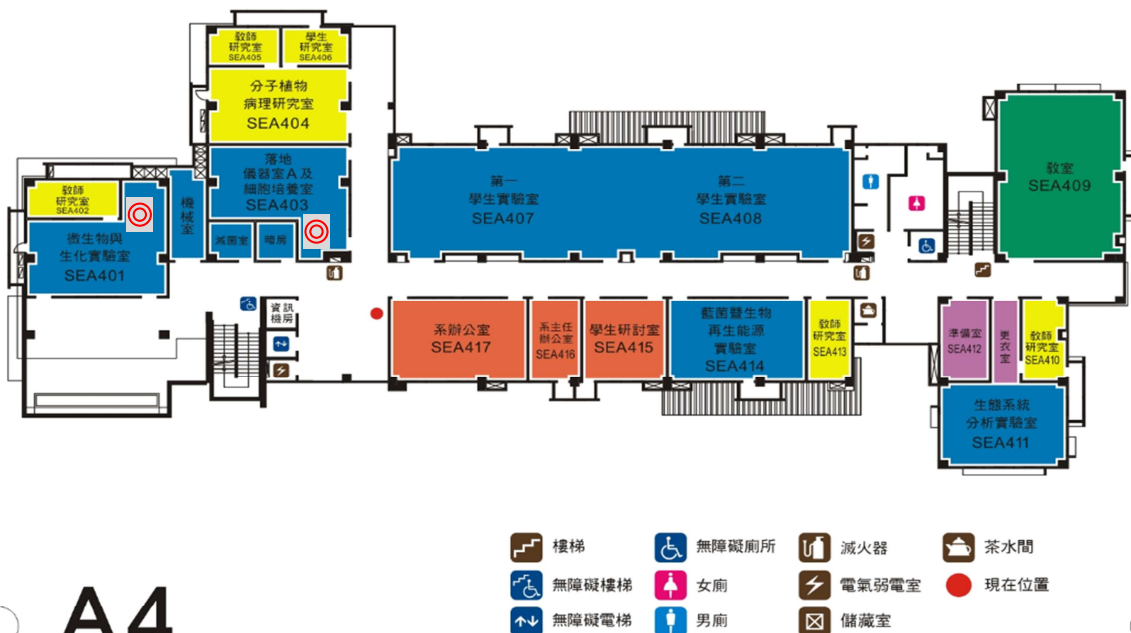 教師
研究室
SEA405
學生
研究室
SEA406
分子植物
病理研究室
SEA404
落地
儀器室A及
細胞培養室
SEA403
滅菌室
暗房
機械室
教師
研究室
SEA402
微生物與
生化實驗室
SEA401
第一
學生實驗室
SEA407
第二
學生實驗室
SEA408
教室
SEA409
資訊
機房
系辦公室
SEA417
系主任
辦公室
SEA416
學生研討室
SEA415
藍菌暨生物
再生能源
實驗室
SEA414
教師
研究室
SEA413
準備室
SEA412
更衣室
教師
研究室
SEA410
生態系統
分析實驗室
SEA411
樓梯
無障礙廁所
滅火器
茶水間
無障礙樓梯
女廁
電氣弱電室
現在位置
無障礙電梯
男廁
儲藏室
A4